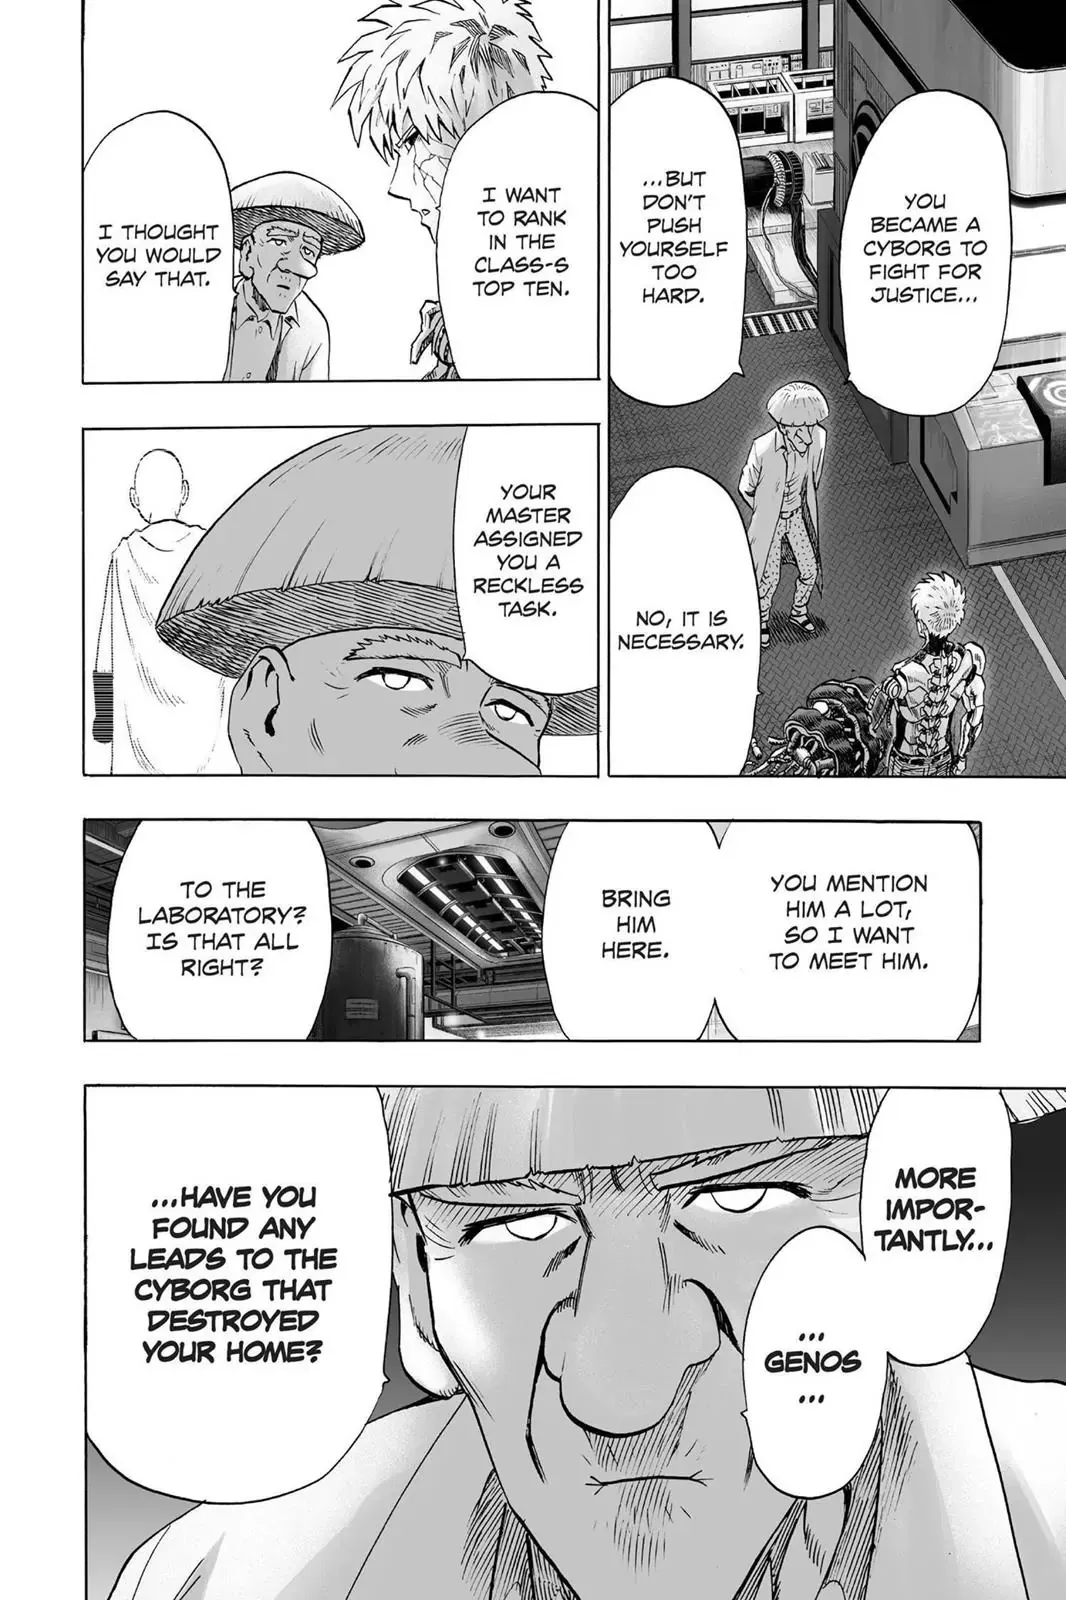 YOU
BECAME A
CYBORG TO
FIGHT FOR
JUSTICE...
...BUT
DON'T
PUSH
YOURSELF
TOO
HARD.
NO, IT IS
NECESSARY.
I WANT
TO RANK
IN THE
CLASS-S
TOP TEN.
I THOUGHT
YOU WOULD
SAY THAT.
YOUR
MASTER
ASSIGNED
YOU A
RECKLESS
TASK.
YOU MENTION
HIM A LOT,
SO I WANT
TO MEET HIM.
BRING
HIM
HERE.
TO THE
LABORATORY?
IS THAT ALL
RIGHT?
MORE
IMPOR-
TANTLY...
...
GENOS
...
...HAVE YOU
FOUND ANY
LEADS TO THE
CYBORG THAT
DESTROYED
YOUR HOME?